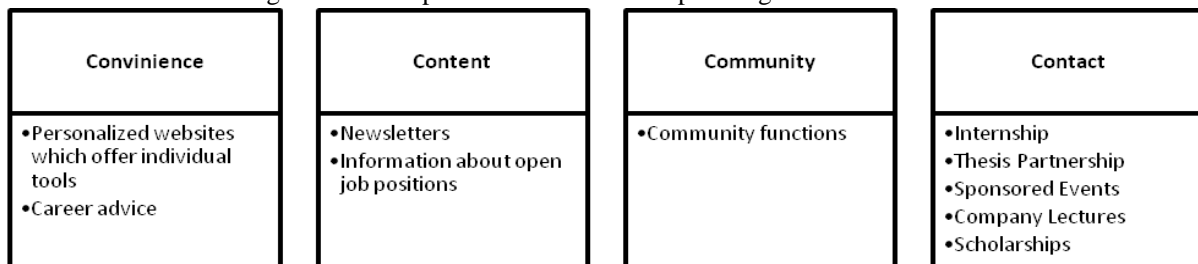 Convinience
•Personalized websites
which offer individual
tools
•Career advice
Content
•Newsletters
•Information about open
job positions
Community
•Community functions
Contact
•Internship
•Thesis Partnership
•Sponsored Events
•Company Lectures
•Scholarships